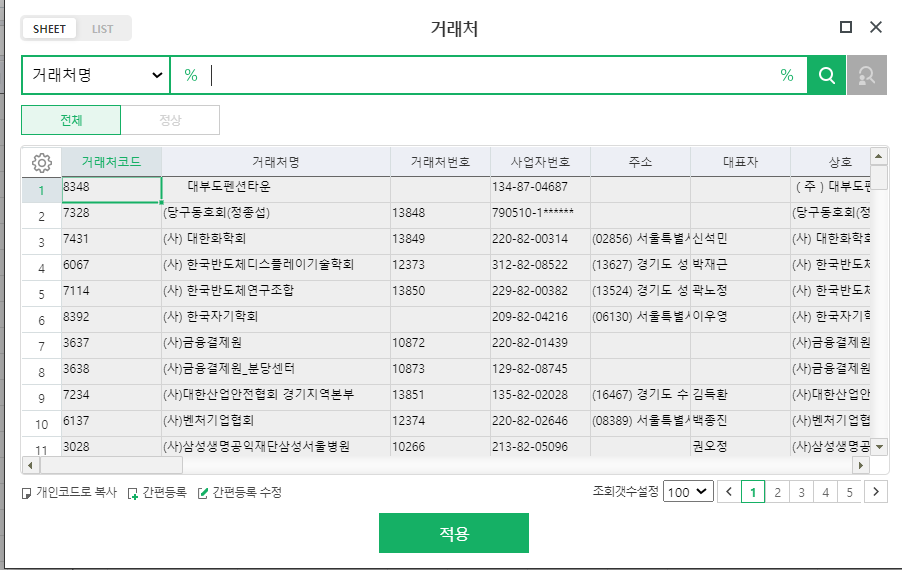 SHEET LIST 거래처
거래처명 % %
전체 정상
거래처코드 거래처명 거래처번호 사업자번호 주소 대표자 상호
1 8348 대부도펜션타운 134-87-04687 ( 주 ) 대부도펜
2 7328 (당구동호회(정종섭) 13848 790510-1****** (당구동호회(정
3 7431 (사) 대한화학회 13849 220-82-00314 (02856) 서울특별시 신석민 (사) 대한화학회
4 6067 (사) 한국반도체디스플레이기술학회 12373 312-82-08522 (13627) 경기도 성 박재근 (사) 한국반도체
5 7114 (사) 한국반도체연구조합 13850 229-82-00382 (13524) 경기도 성 곽노정 (사) 한국반도체
6 8392 (사) 한국자기학회 209-82-04216 (06130) 서울특별시 이우영 (사) 한국자기학
7 3637 (사)금융결제원 10872 220-82-01439 (사)금융결제원
8 3638 (사)금융결제원_분당센터 10873 129-82-08745 (사)금융결제원
9 7234 (사)대한산업안전협회 경기지역본부 13851 135-82-02028 (16467) 경기도 수 김득환 (사)대한산업안
10 6137 (사)벤처기업협회 12374 220-82-02646 (08389) 서울특별시 백종진 (사)벤처기업협
11 3028 (사)삼성생명공익재단삼성서울병원 10266 213-82-05096 권오정 (사)삼성생명공
개인코드로 복사 간편등록 간편등록 수정 조회갯수설정 100 1 2 3 4 5
적용